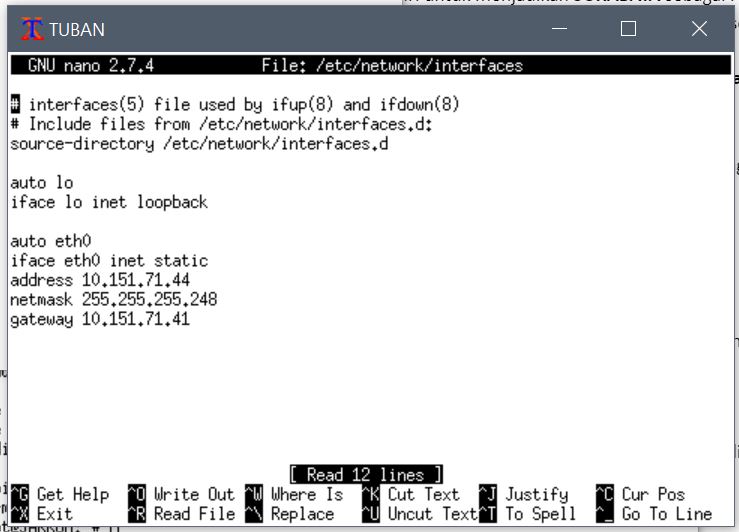 TUBAN
GNU nano 2.7.4 File: /etc/network/interfaces
# interfaces(5) file used by ifup(8) and ifdown(8)
# Include files from /etc/network/interfaces.d:
source-directory /etc/network/interfaces.d
auto lo
iface lo inet loopback
auto eth0
iface eth0 inet static
address 10.151.71.44
netmask 255.255.255.248
gateway 10.151.71.41
[ Read 12 lines ]
^G Get Help ^O Write Out ^W Where Is ^K Cut Text ^J Justify ^C Cur Pos
^X Exit ^R Read File ^\ Replace ^U Uncut Text ^T To Spell ^_ Go To Line